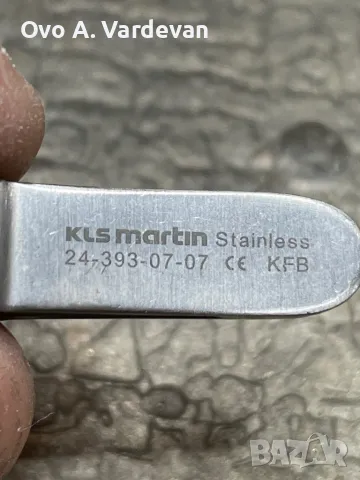 Ovo A. Vardevan
KLS martin Stainless
24-393-07-07 CE KFB
BAZAR